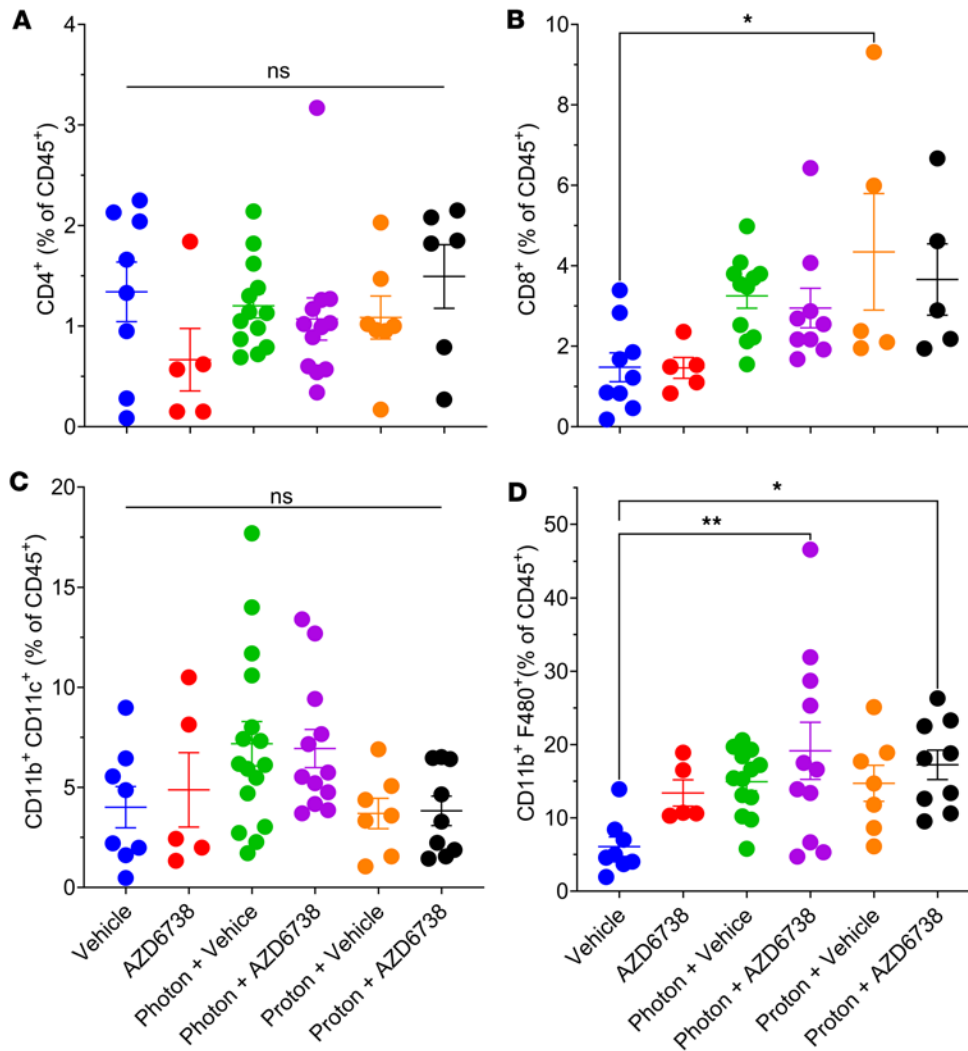 A
CD4⁺ (% of CD45⁺)
4
3
2
1
0
ns
B
CD8⁺ (% of CD45⁺)
10
8
6
4
2
0
*
C
CD11b⁺ CD11c⁺ (% of CD45⁺)
20
15
10
5
0
ns
Vehicle
AZD6738
Photon + Vehice
Photon + AZD6738
Proton + Vehicle
Proton + AZD6738
D
CD11b⁺ F480⁺(% of CD45⁺)
50
40
30
20
10
0
**
*
Vehicle
AZD6738
Photon + Vehicle
Photon + AZD6738
Proton + Vehicle
Proton + AZD6738